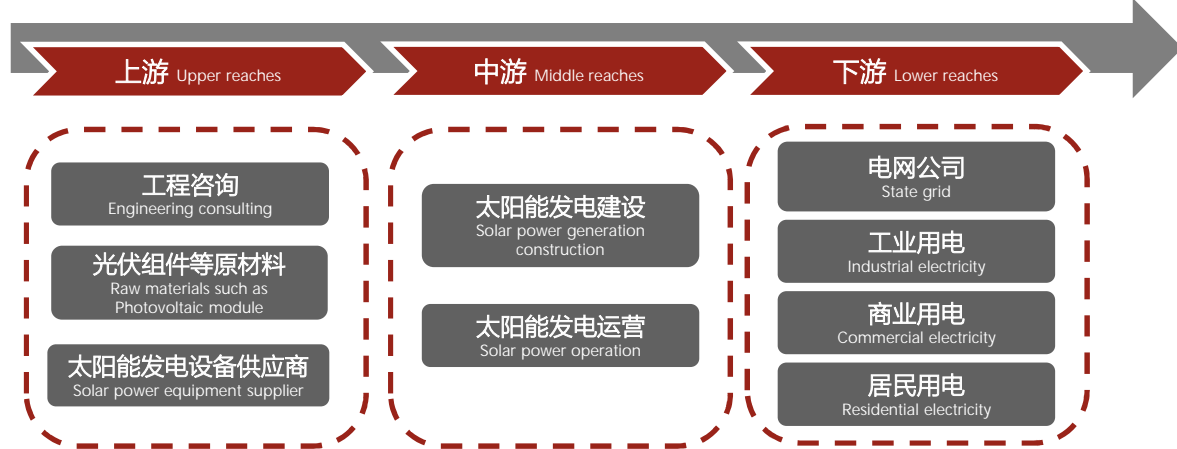 上游 Upper reaches
中游 Middle reaches
下游 Lower reaches
工程咨询
Engineering consulting
光伏组件等原材料
Raw materials such as
Photovoltaic module
太阳能发电设备供应商
Solar power equipment supplier
太阳能发电建设
Solar power generation
construction
太阳能发电运营
Solar power operation
电网公司
State grid
工业用电
Industrial electricity
商业用电
Commercial electricity
居民用电
Residential electricity